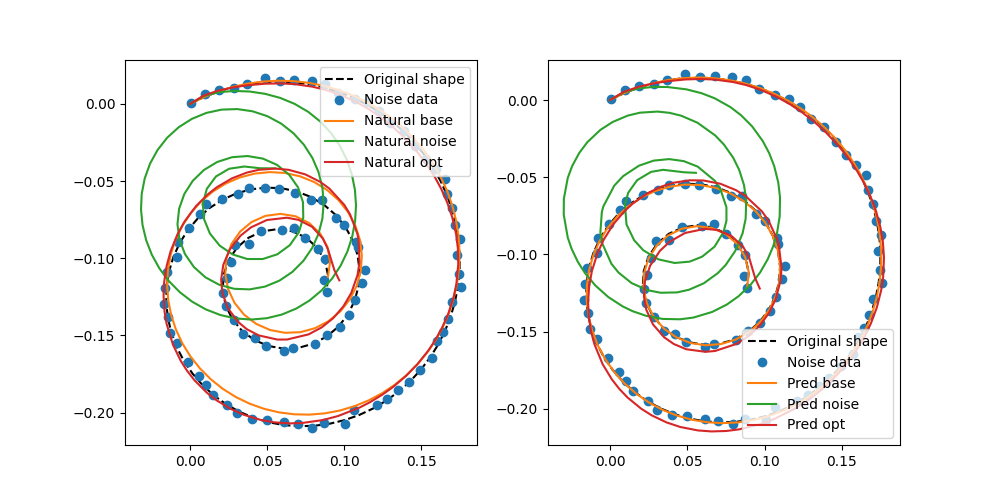 Original shape
Noise data
Natural base
Natural noise
Natural opt
0.00
−0.05
−0.10
−0.15
−0.20
0.00 0.05 0.10 0.15
Original shape
Noise data
Pred base
Pred noise
Pred opt
0.00
−0.05
−0.10
−0.15
−0.20
0.00 0.05 0.10 0.15